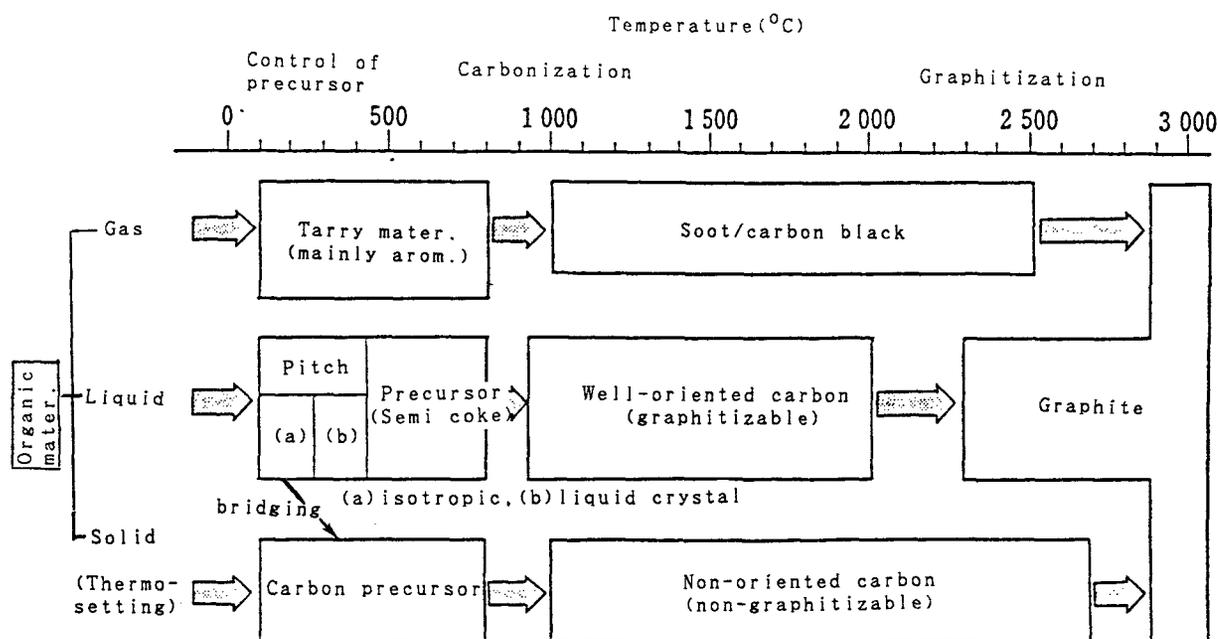 Temperature(°C)
Control of
precursor
Carbonization
Graphitization
0
500
1 000
1 500
2 000
2 500
3 000
Gas
Tarry mater.
(mainly arom.)
Soot/carbon black
Organic
mater.
Liquid
Pitch
(a)
(b)
Precursor
(Semi coke)
Well-oriented carbon
(graphitizable)
Graphite
bridging
(a)isotropic,(b)liquid crystal
Solid
(Thermo-
setting)
Carbon precursor
Non-oriented carbon
(non-graphitizable)